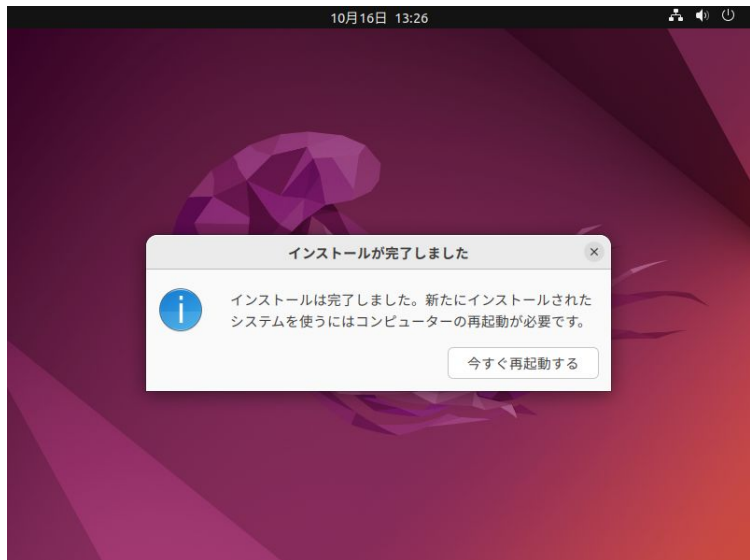 10月16日 13:26
インストールが完了しました
インストールは完了しました。新たにインストールされた
システムを使うにはコンピューターの再起動が必要です。
今すぐ再起動する